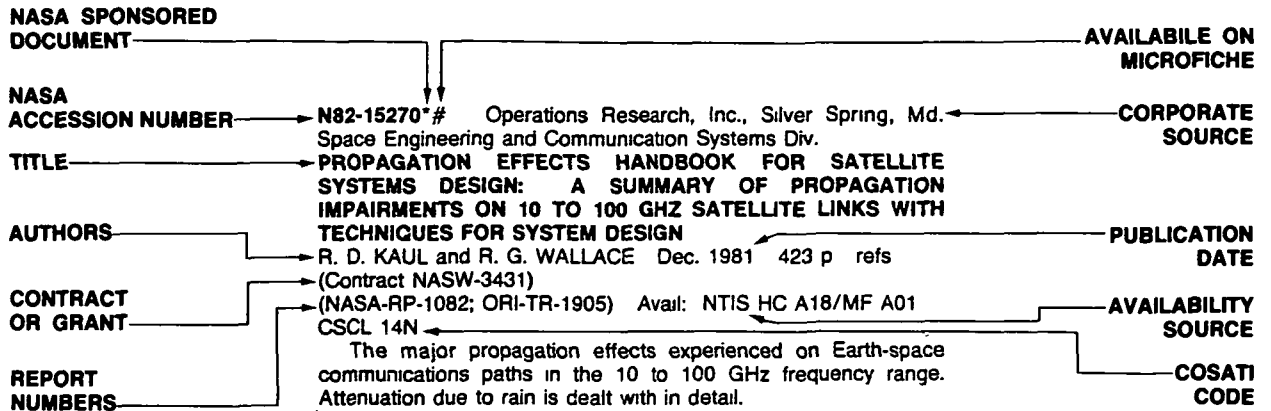 NASA SPONSORED
DOCUMENT
AVAILABILE ON
MICROFICHE
NASA
ACCESSION NUMBER
N82-15270*# Operations Research, Inc., Silver Spring, Md.
CORPORATE
SOURCE
Space Engineering and Communication Systems Div.
TITLE
PROPAGATION EFFECTS HANDBOOK FOR SATELLITE
SYSTEMS DESIGN: A SUMMARY OF PROPAGATION
IMPAIRMENTS ON 10 TO 100 GHZ SATELLITE LINKS WITH
TECHNIQUES FOR SYSTEM DESIGN
AUTHORS
PUBLICATION
DATE
R. D. KAUL and R. G. WALLACE Dec. 1981 423 p refs
(Contract NASW-3431)
CONTRACT
OR GRANT
(NASA-RP-1082; ORI-TR-1905) Avail: NTIS HC A18/MF A01
AVAILABILITY
SOURCE
CSCL 14N
The major propagation effects experienced on Earth-space
communications paths in the 10 to 100 GHz frequency range.
Attenuation due to rain is dealt with in detail.
REPORT
NUMBERS
COSATI
CODE